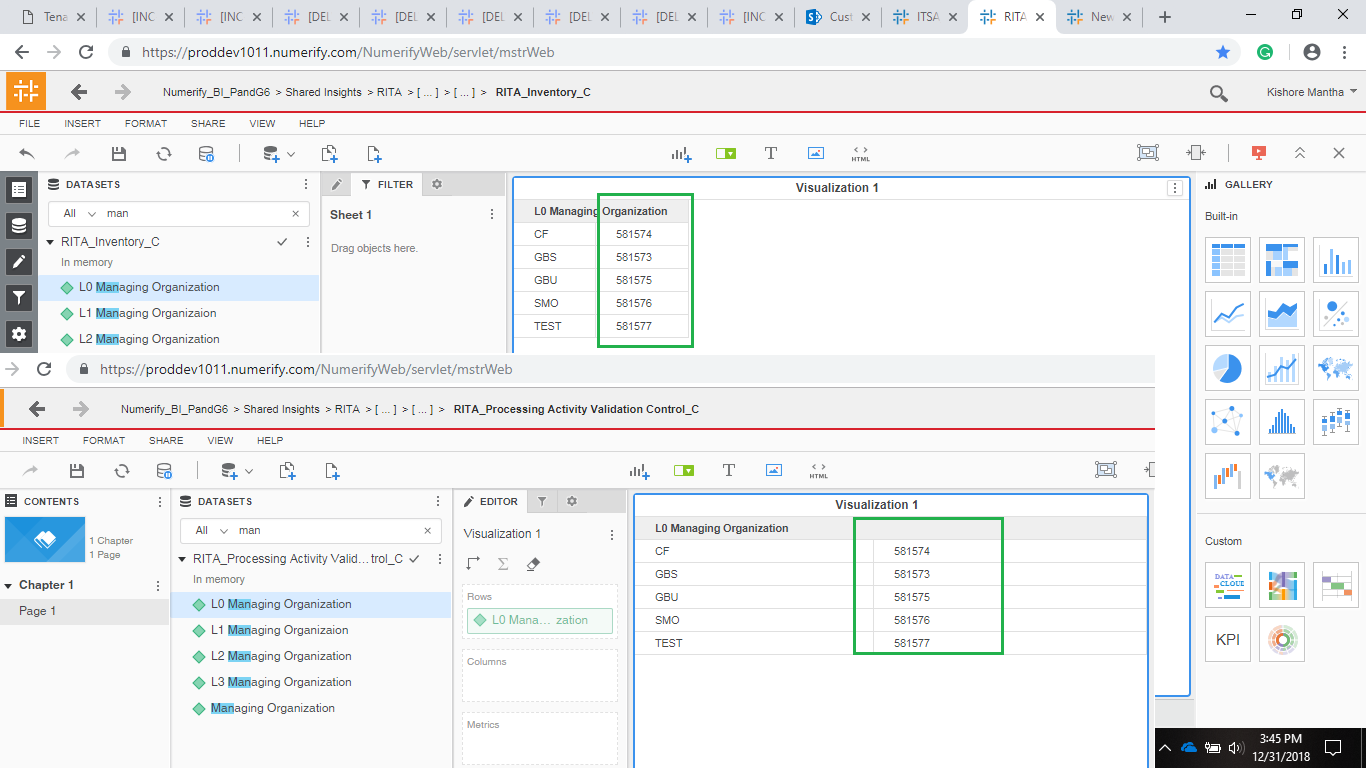 Tena
[INC
[INC
[DEL
[DEL
[DEL
[DEL
[DEL
[INC
Cust
ITSA
RITA
New
https://proddev1011.numerify.com/NumerifyWeb/servlet/mstrWeb
Numerify_BI_PandG6 > Shared Insights > RITA > [ ... ] > [ ... ] > RITA_Inventory_C
Kishore Mantha
FILE INSERT FORMAT SHARE VIEW HELP
T
HTML
DATASETS
FILTER
Visualization 1
GALLERY
All man
Sheet 1
L0 Managing Organization
Built-in
RITA_Inventory_C
Drag objects here.
CF 581574
In memory
GBS 581573
L0 Managing Organization
GBU 581575
L1 Managing Organizaion
SMO 581576
L2 Managing Organization
TEST 581577
https://proddev1011.numerify.com/NumerifyWeb/servlet/mstrWeb
Numerify_BI_PandG6 > Shared Insights > RITA > [ ... ] > [ ... ] > RITA_Processing Activity Validation Control_C
INSERT FORMAT SHARE VIEW HELP
T
HTML
CONTENTS
DATASETS
EDITOR
Visualization 1
All man
Visualization 1
L0 Managing Organization
1 Chapter
1 Page
RITA_Processing Activity Valid...trol_C
CF 581574
Chapter 1
In memory
GBS 581573
Page 1
L0 Managing Organization
Rows
GBU 581575
L1 Managing Organizaion
L0 Mana... zation
SMO 581576
L2 Managing Organization
Columns
TEST 581577
L3 Managing Organization
Managing Organization
Metrics
Custom
DATA
CLOUD
KPI
3:45 PM
12/31/2018